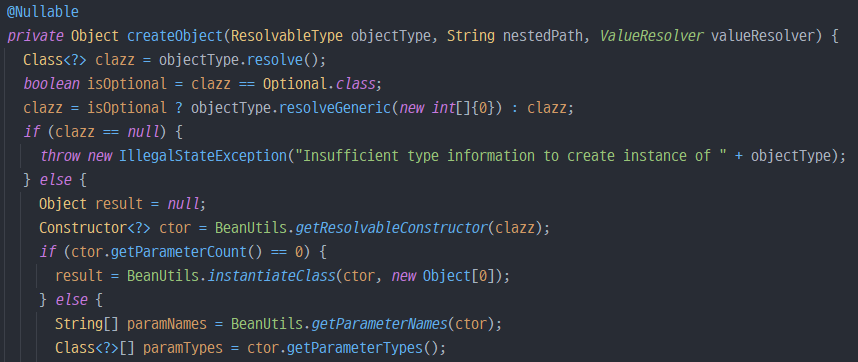 @Nullable
private Object createObject(ResolvableType objectType, String nestedPath, ValueResolver valueResolver) {
Class<?> clazz = objectType.resolve();
boolean isOptional = clazz == Optional.class;
clazz = isOptional ? objectType.resolveGeneric(new int[]{0}) : clazz;
if (clazz == null) {
throw new IllegalStateException("Insufficient type information to create instance of " + objectType);
} else {
Object result = null;
Constructor<?> ctor = BeanUtils.getResolvableConstructor(clazz);
if (ctor.getParameterCount() == 0) {
result = BeanUtils.instantiateClass(ctor, new Object[0]);
} else {
String[] paramNames = BeanUtils.getParameterNames(ctor);
Class<?>[] paramTypes = ctor.getParameterTypes();